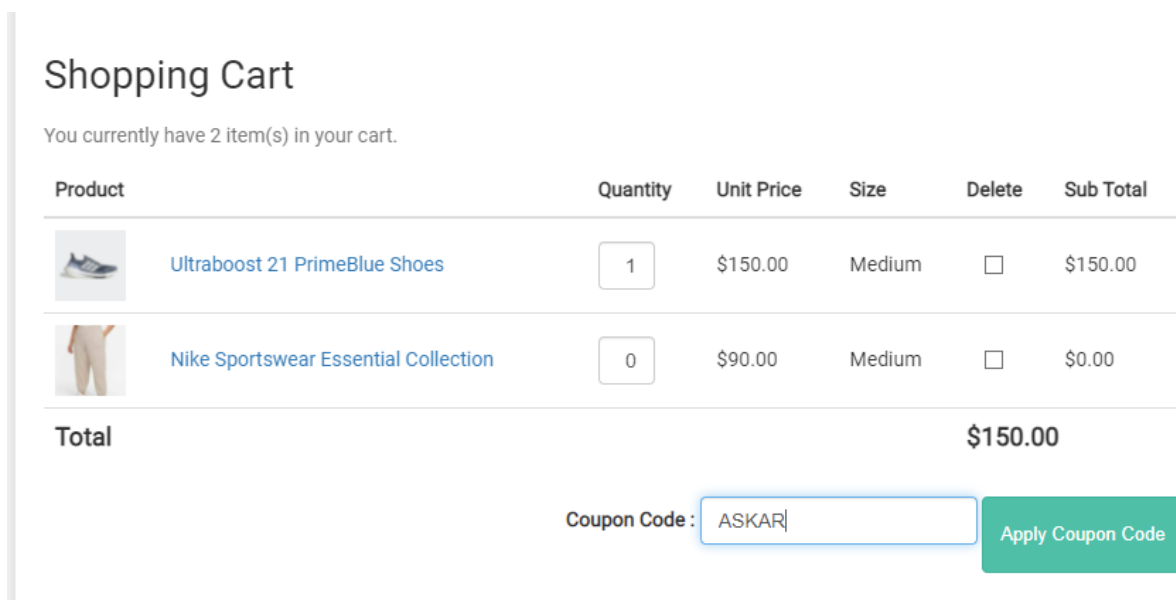 Shopping Cart
You currently have 2 item(s) in your cart.
Product Quantity Unit Price Size Delete Sub Total
Ultraboost 21 PrimeBlue Shoes 1 $150.00 Medium $150.00
Nike Sportswear Essential Collection 0 $90.00 Medium $0.00
Total $150.00
Coupon Code : ASKAR Apply Coupon Code